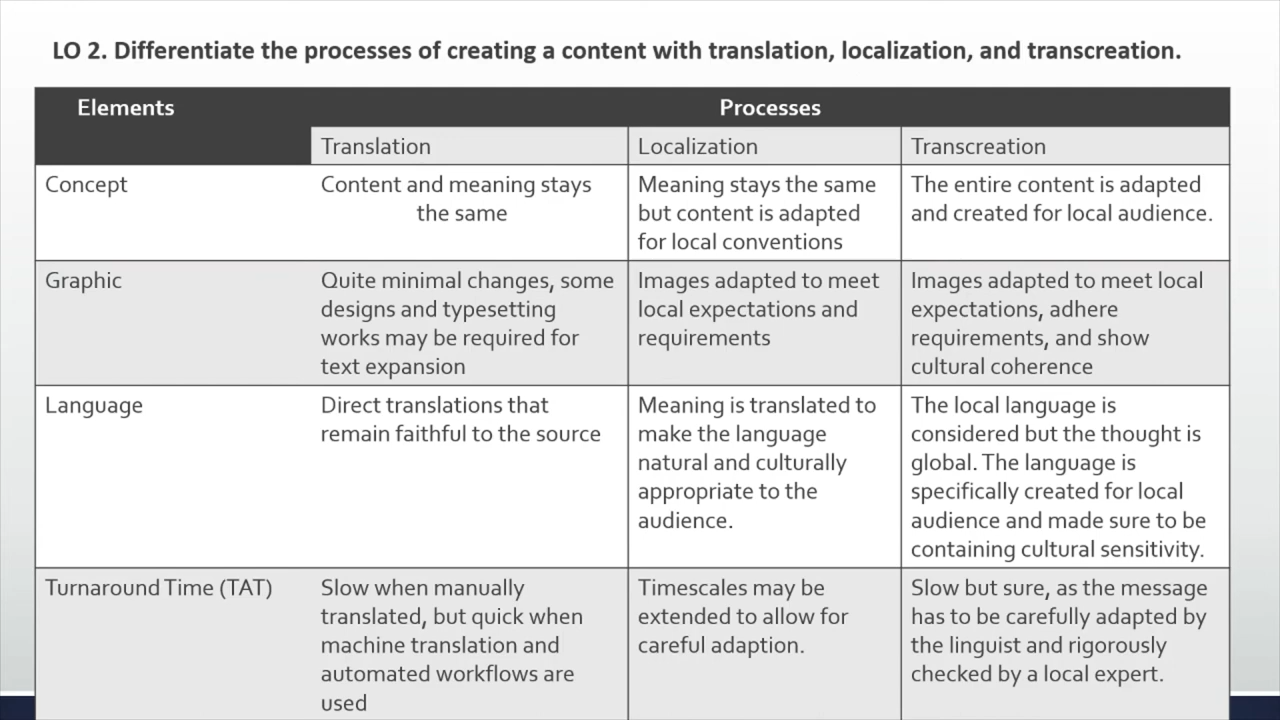 LO 2. Differentiate the processes of creating a content with translation, localization, and transcreation.
Elements
Processes
Translation
Localization
Transcreation
Concept
Content and meaning stays
the same
Meaning stays the same
but content is adapted
for local conventions
The entire content is adapted
and created for local audience.
Graphic
Quite minimal changes, some
designs and typesetting
works may be required for
text expansion
Images adapted to meet
local expectations and
requirements
Images adapted to meet local
expectations, adhere
requirements, and show
cultural coherence
Language
Direct translations that
remain faithful to the source
Meaning is translated to
make the language
natural and culturally
appropriate to the
audience.
The local language is
considered but the thought is
global. The language is
specifically created for local
audience and made sure to be
containing cultural sensitivity.
Turnaround Time (TAT)
Slow when manually
translated, but quick when
machine translation and
automated workflows are
used
Timescales may be
extended to allow for
careful adaption.
Slow but sure, as the message
has to be carefully adapted by
the linguist and rigorously
checked by a local expert.